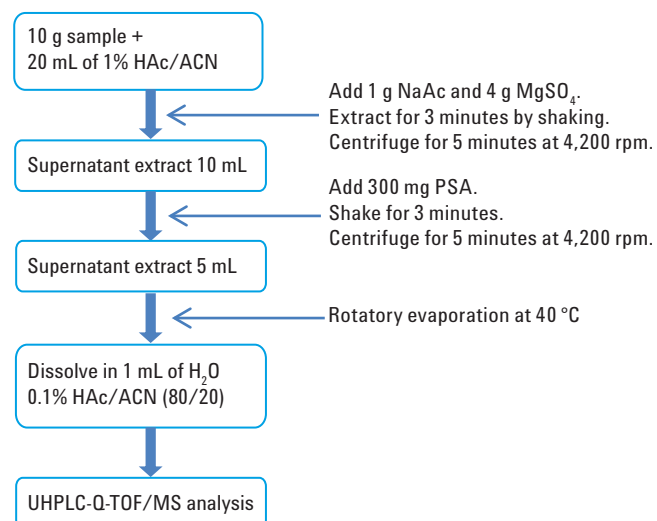 10 g sample +
20 mL of 1% HAc/ACN
Add 1 g NaAc and 4 g MgSO₄.
Extract for 3 minutes by shaking.
Centrifuge for 5 minutes at 4,200 rpm.
Supernatant extract 10 mL
Add 300 mg PSA.
Shake for 3 minutes.
Centrifuge for 5 minutes at 4,200 rpm.
Supernatant extract 5 mL
Rotatory evaporation at 40 °C
Dissolve in 1 mL of H₂O
0.1% HAc/ACN (80/20)
UHPLC-Q-TOF/MS analysis